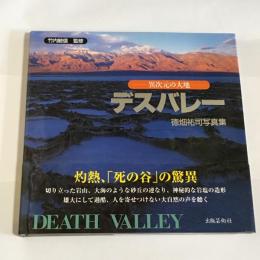 竹内敏信 監修
異次元の大地
デスバレー
徳畑祐司写真集
灼熱、「死の谷」の驚異
切り立った岩山、大海のような砂丘の連なり、神秘的な岩塩の造形
雄大にして過酷、人を寄せつけない大自然の声を聴く
DEATH VALLEY
出版芸術社